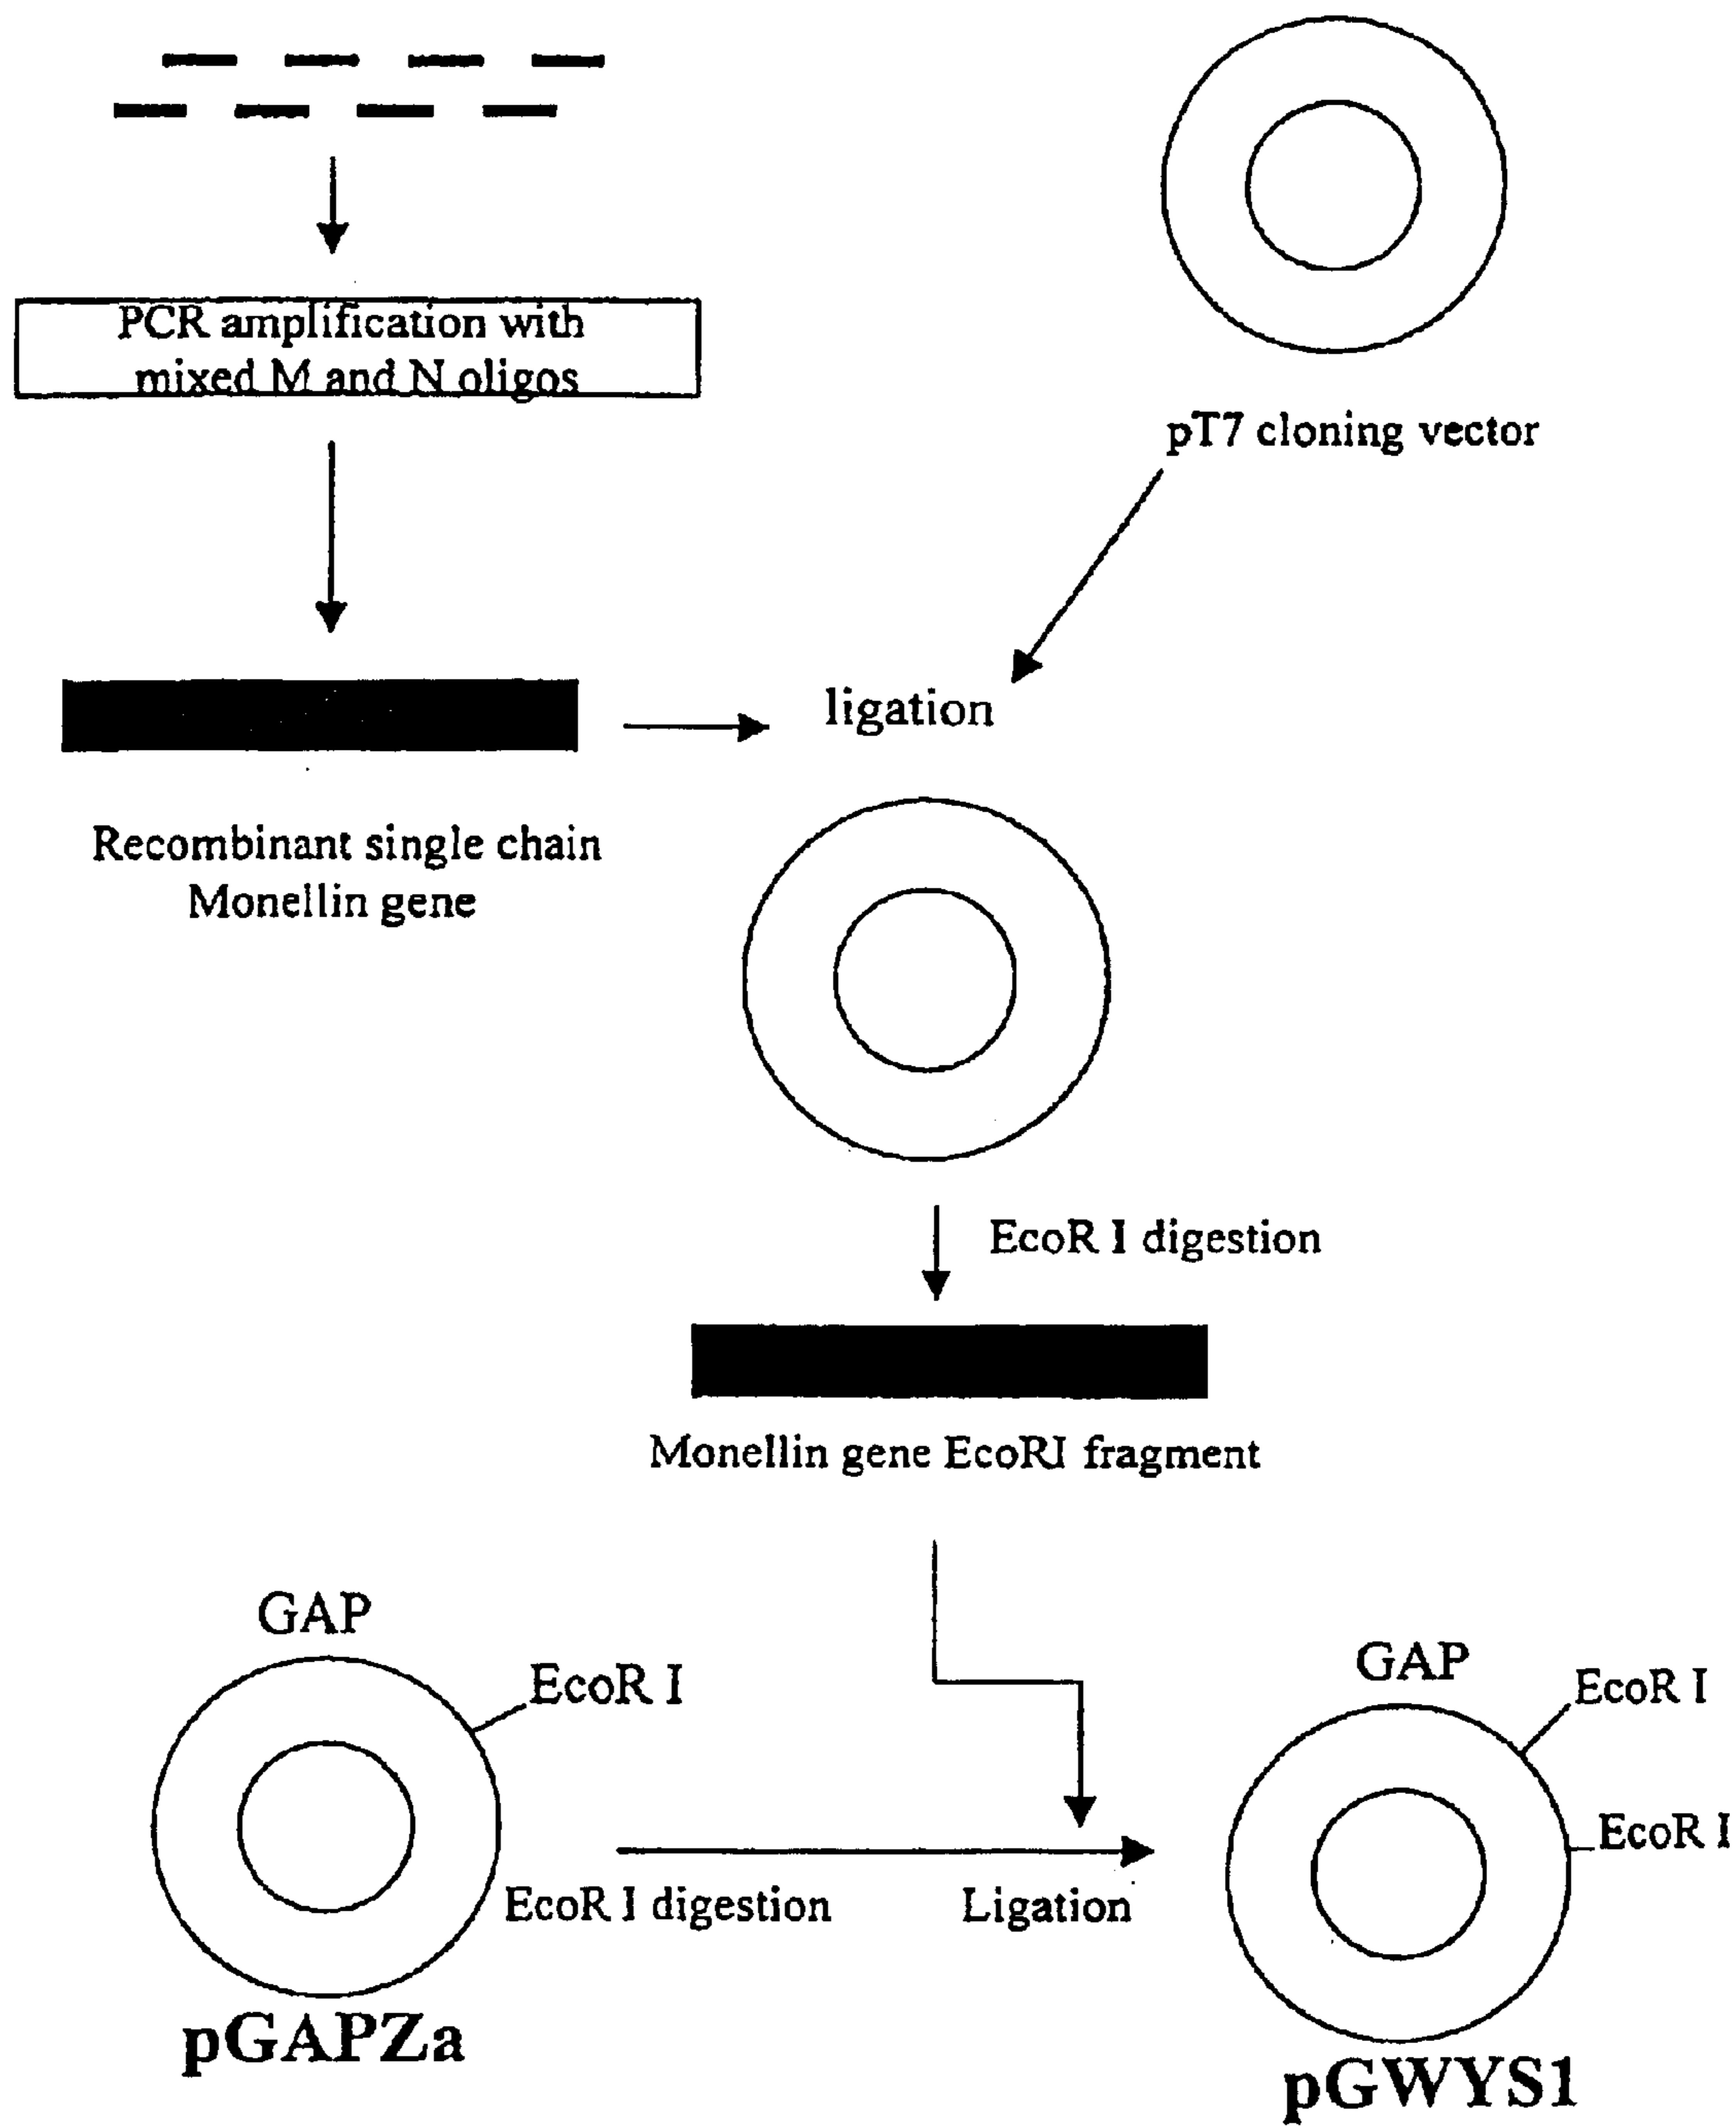 PCR amplification with
mixed M and N oligos
pT7 cloning vector
ligation
Recombinant single chain
Monellin gene
EcoR I digestion
Monellin gene EcoRI fragment
GAP
EcoR I
GAP
EcoR I
EcoR I
EcoR I digestion
Ligation
pGAPZa
pGWYS1